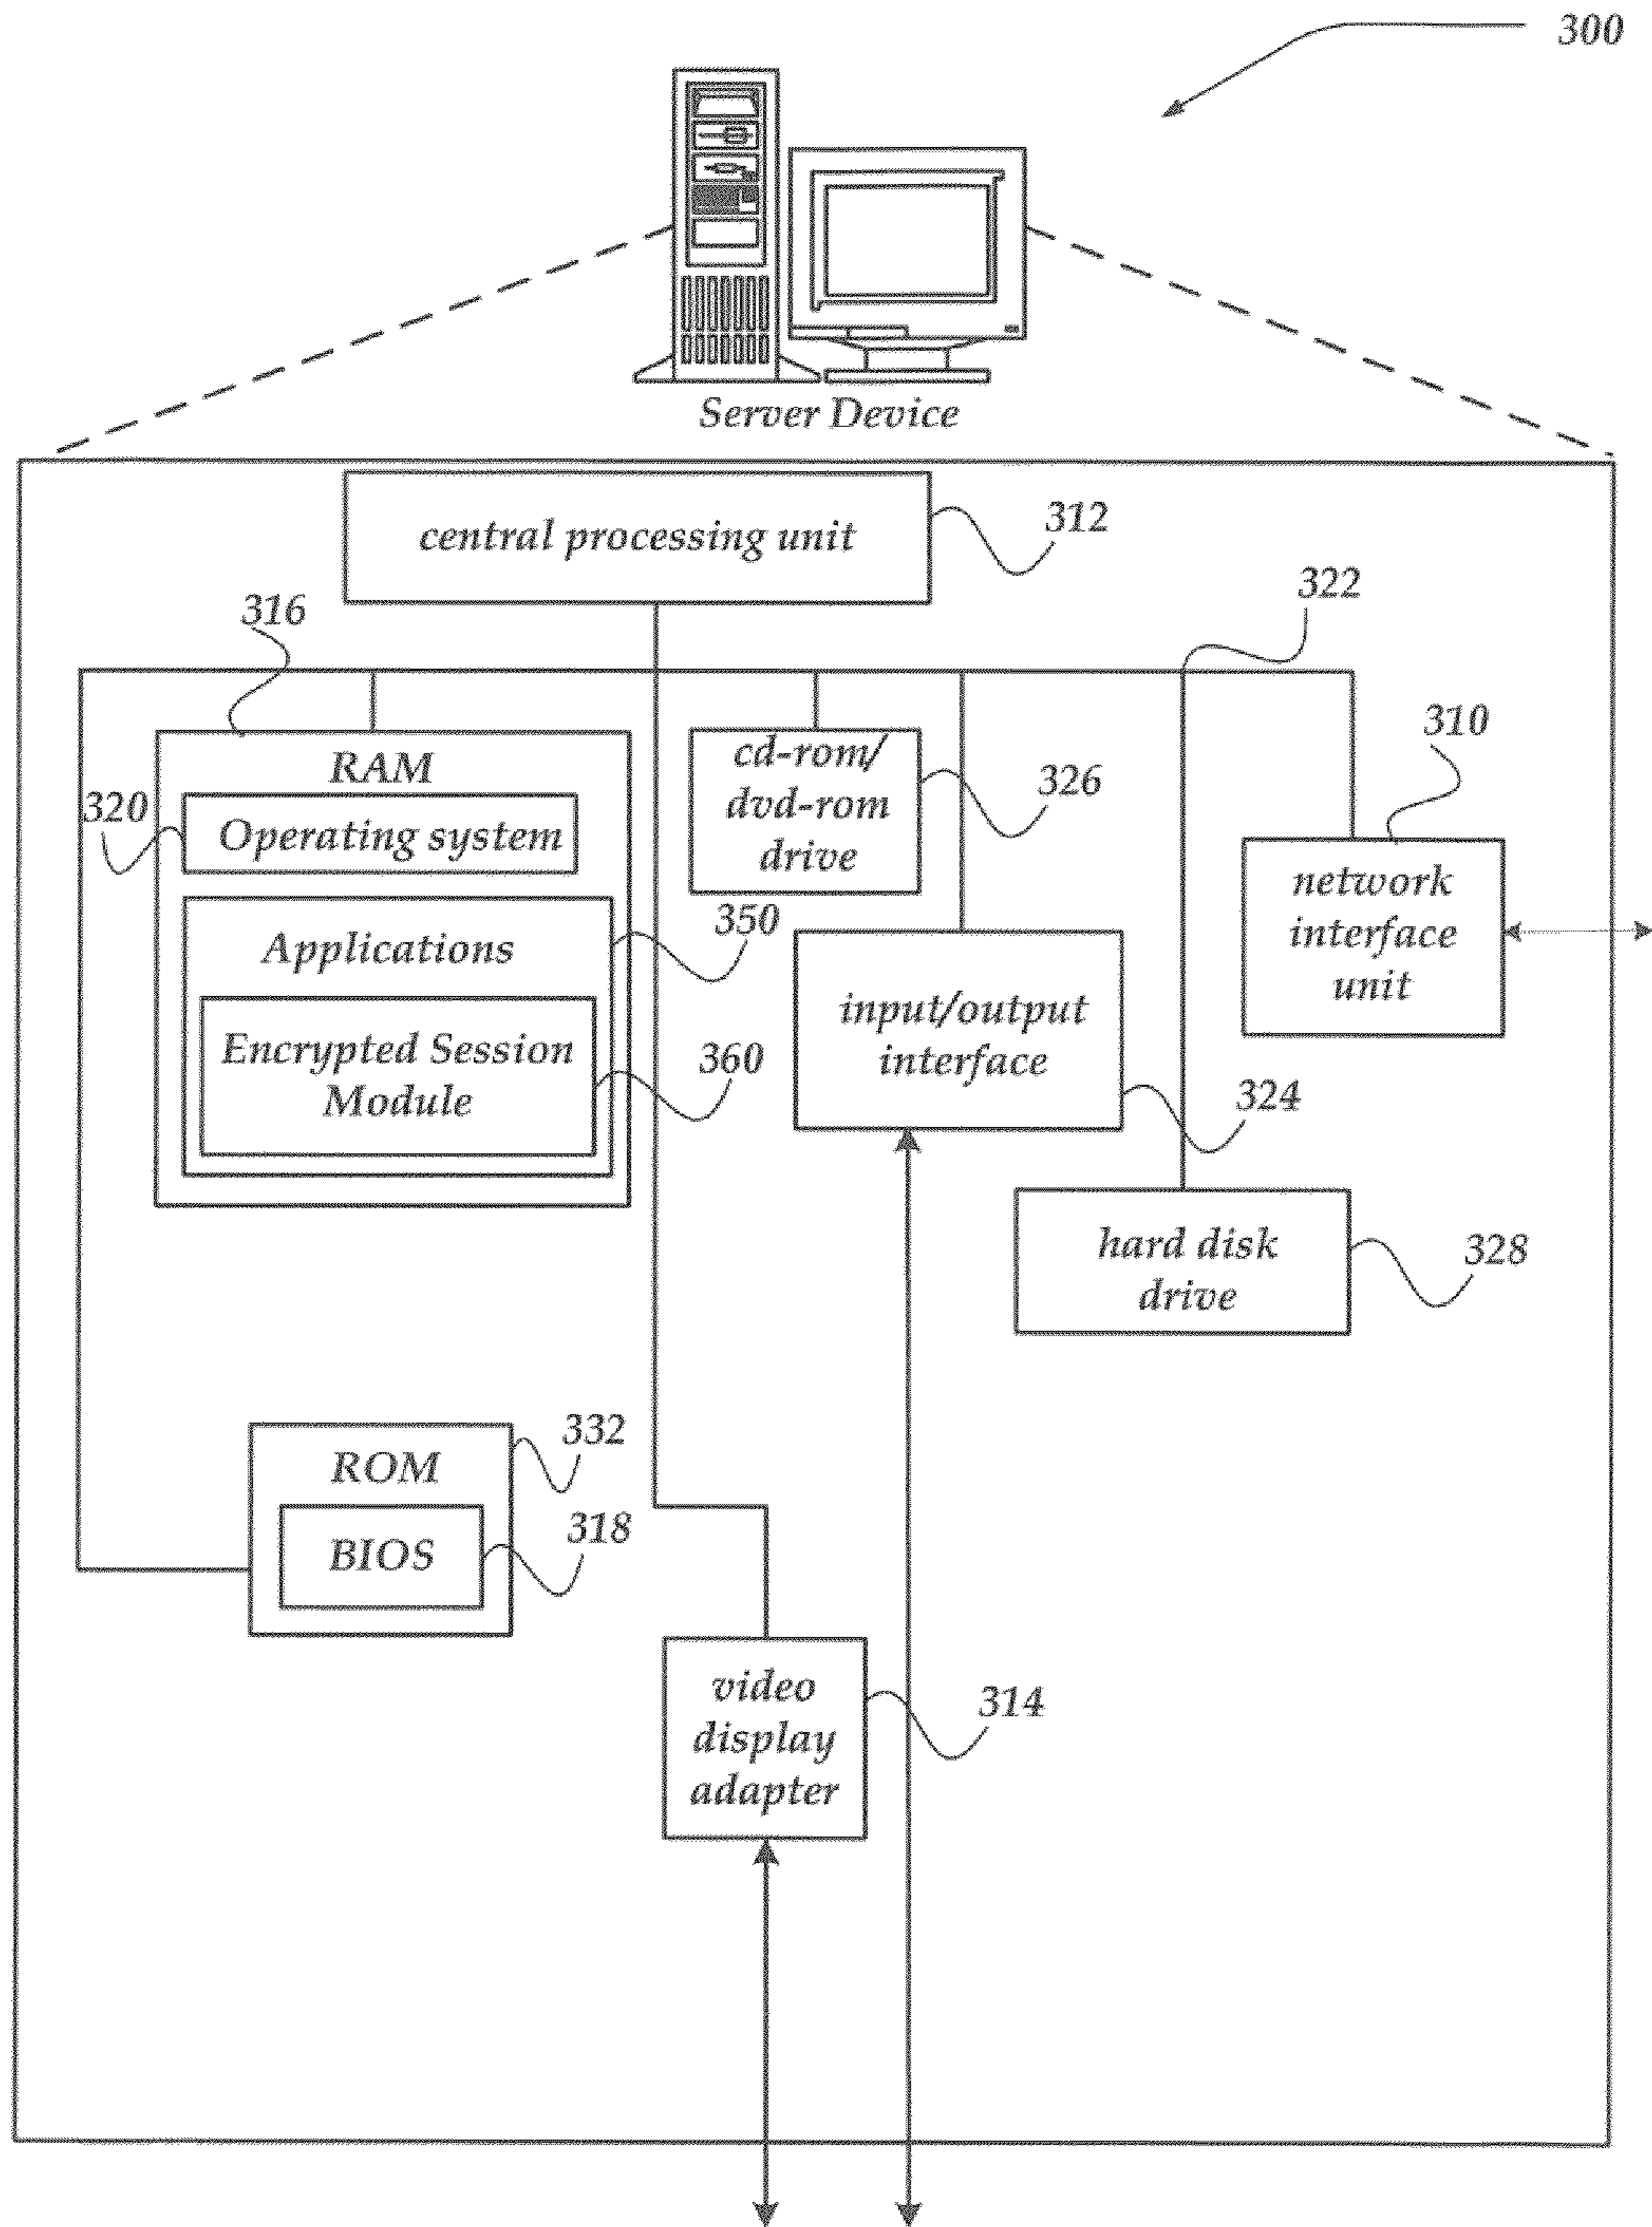 300
Server Device
central processing unit
312
322
316
310
RAM
cd-rom/
dvd-rom
drive
326
320
Operating system
network
interface
unit
350
Applications
input/output
interface
Encrypted Session
Module
360
324
hard disk
drive
328
332
ROM
318
BIOS
video
display
adapter
314